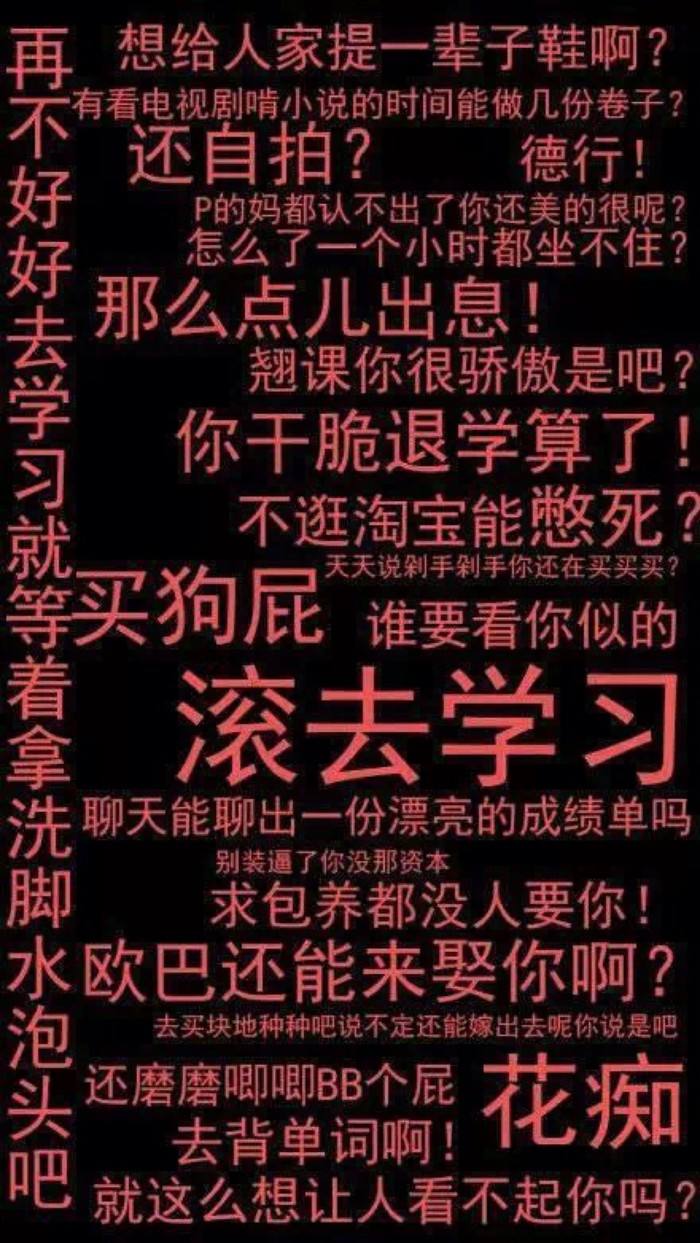 再不好好去学习就等着拿洗脚水泡头吧
想给人家提一辈子鞋啊？
有看电视剧啃小说的时间能做几份卷子？
还自拍？ 德行！
P的妈都认不出了你还美的很呢？
怎么了一个小时都坐不住？
那么点儿出息！
翘课你很骄傲是吧？
你干脆退学算了！
不逛淘宝能憋死？
天天说剁手剁手你还在买买买？
买狗屁 谁要看你似的
滚去学习
聊天能聊出一份漂亮的成绩单吗
别装逼了你没那资本
求包养都没人要你！
欧巴还能来娶你啊？
去买块地种种吧说不定还能嫁出去呢你说是吧
还磨磨唧唧BB个屁 花痴
去背单词啊！
就这么想让人看不起你吗？